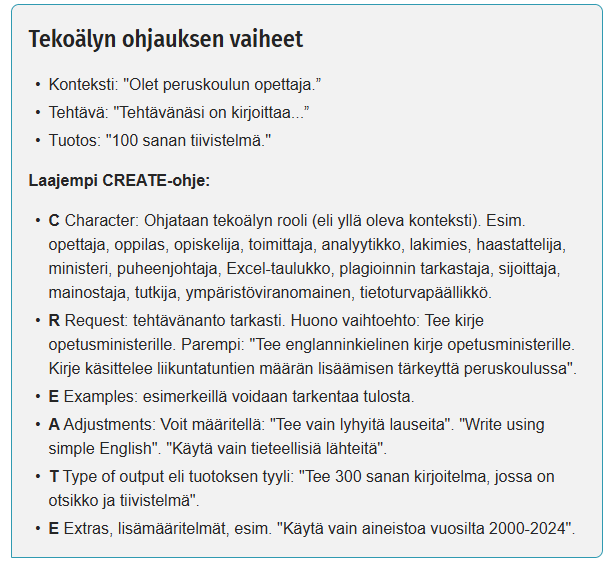 Tekoälyn ohjauksen vaiheet
• Konteksti: "Olet peruskoulun opettaja.”
• Tehtävä: "Tehtävänäsi on kirjoittaa...”
• Tuotos: "100 sanan tiivistelmä."
Laajempi CREATE-ohje:
• C Character: Ohjataan tekoälyn rooli (eli yllä oleva konteksti). Esim.
opettaja, oppilas, opiskelija, toimittaja, analyytikko, lakimies, haastattelija,
ministeri, puheenjohtaja, Excel-taulukko, plagioinnin tarkastaja, sijoittaja,
mainostaja, tutkija, ympäristöviranomainen, tietoturvapäällikkö.
• R Request: tehtävänanto tarkasti. Huono vaihtoehto: Tee kirje
opetusministerille. Parempi: "Tee englanninkielinen kirje opetusministerille.
Kirje käsittelee liikuntatuntien määrän lisäämisen tärkeyttä peruskoulussa".
• E Examples: esimerkeillä voidaan tarkentaa tulosta.
• A Adjustments: Voit määritellä: "Tee vain lyhyitä lauseita". "Write using
simple English". "Käytä vain tieteellisiä lähteitä".
• T Type of output eli tuotoksen tyyli: "Tee 300 sanan kirjoitelma, jossa on
otsikko ja tiivistelmä".
• E Extras, lisämääritelmät, esim. "Käytä vain aineistoa vuosilta 2000-2024".